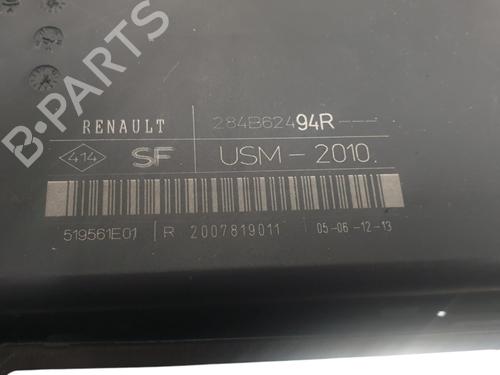 RENAULT 284B62494R---
414 SF USM-2010.
519561E01 R 2007819011 05-06-12-13
B-PARTS